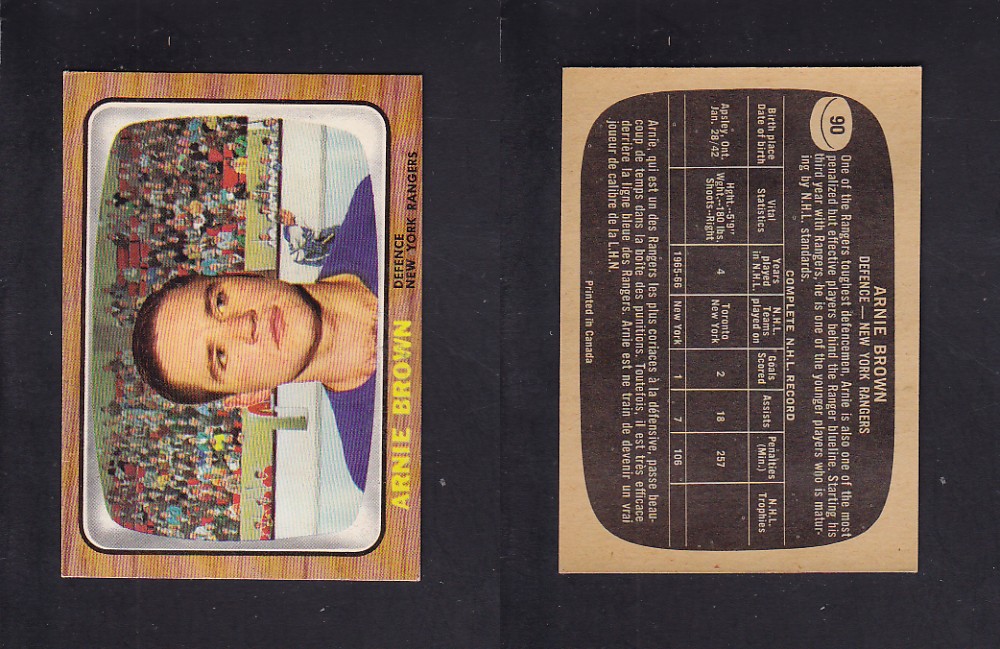 DEFENCE
NEW YORK RANGERS
ARNIE BROWN
90
ARNIE BROWN
DEFENCE — NEW YORK RANGERS
One of the Rangers toughest defencemen, Arnie is also one of the most
penalized but effective players behind the Ranger blueline. Starting his
third year with Rangers, he is one of the younger players who is matur-
ing by N.H.L. standards.
COMPLETE N.H.L. RECORD
Birth place Date of birth | Vital Statistics | Years played in N.H.L. | N.H.L. Teams played on | Goals Scored | Assists | Penalties (Min.) | N.H.L. Trophies
Apsley, Ont. Jan. 28/42 | Hght.--5'9" Wght.--180 lbs. Shoots--Right | 4 | Toronto New York | 2 | 18 | 257
1965-66 | New York | 1 | 7 | 106
Arnie, qui est un des Rangers les plus coriaces à la défensive, passe beau-
coup de temps dans la boîte des punitions. Toutefois, il est très efficace
derrière la ligne bleue des Rangers. Arnie est ne train de devenir un vrai
joueur de calibre de la L.H.N.
Printed in Canada